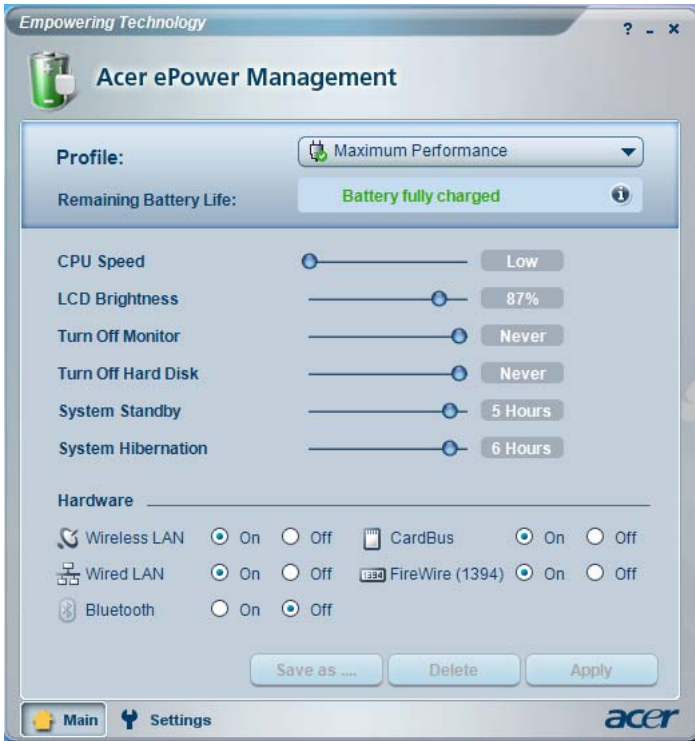 Empowering Technology
? - x
Acer ePower Management
Profile: Maximum Performance
Remaining Battery Life: Battery fully charged i
CPU Speed Low
LCD Brightness 87%
Turn Off Monitor Never
Turn Off Hard Disk Never
System Standby 5 Hours
System Hibernation 6 Hours
Hardware
Wireless LAN On Off CardBus On Off
Wired LAN On Off 1394 FireWire (1394) On Off
Bluetooth On Off
Save as .... Delete Apply
Main Settings acer